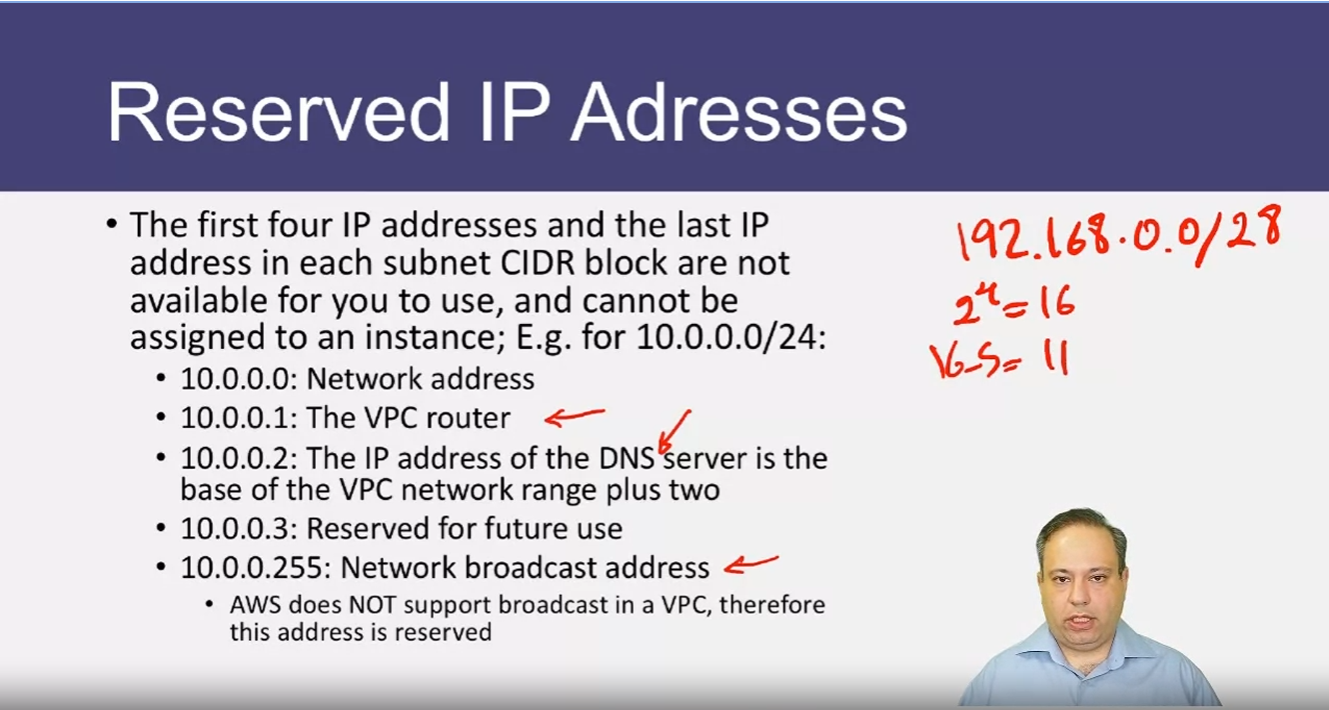 Reserved IP Adresses
• The first four IP addresses and the last IP
address in each subnet CIDR block are not
available for you to use, and cannot be
assigned to an instance; E.g. for 10.0.0.0/24:
• 10.0.0.0: Network address
• 10.0.0.1: The VPC router
• 10.0.0.2: The IP address of the DNS server is the
base of the VPC network range plus two
• 10.0.0.3: Reserved for future use
• 10.0.0.255: Network broadcast address
• AWS does NOT support broadcast in a VPC, therefore
this address is reserved
192.168.0.0/28
2⁴=16
16-5=11